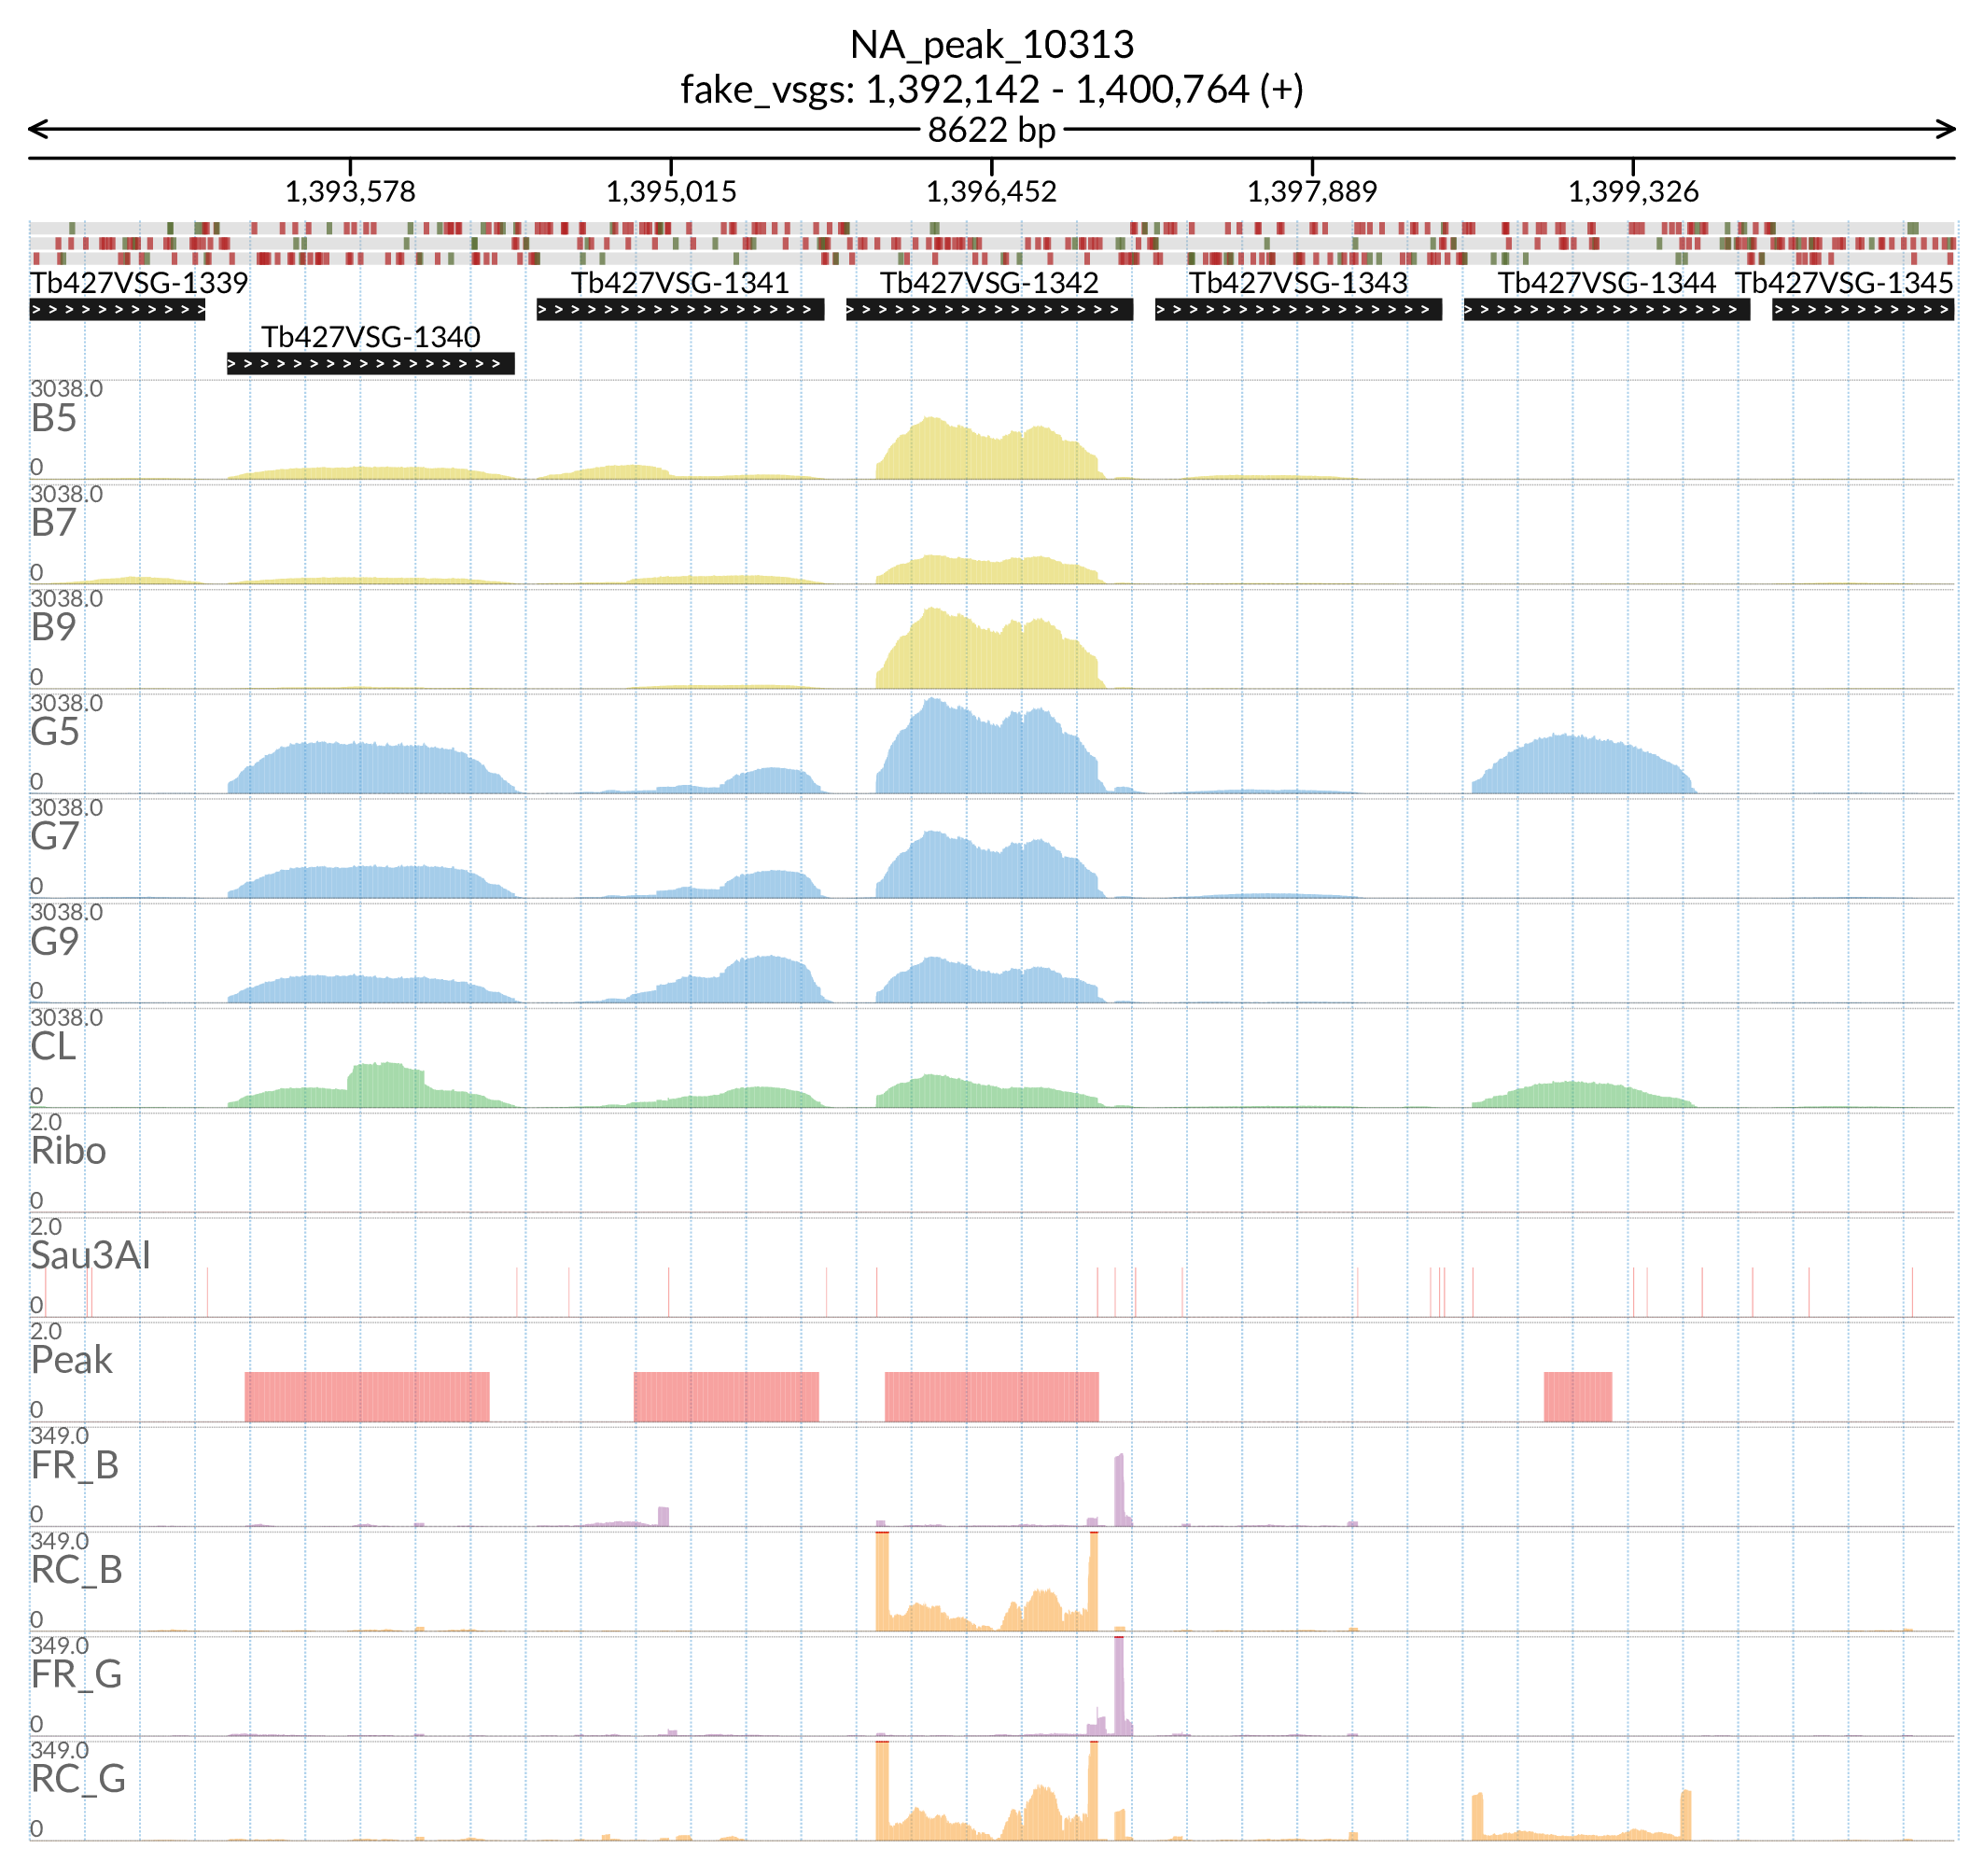 NA_peak_10313
fake_vsgs: 1,392,142 - 1,400,764 (+)
8622 bp
1,393,578 1,395,015 1,396,452 1,397,889 1,399,326
Tb427VSG-1339 Tb427VSG-1341 Tb427VSG-1342 Tb427VSG-1343 Tb427VSG-1344 Tb427VSG-1345
Tb427VSG-1340
3038.0
B5
0
3038.0
B7
0
3038.0
B9
0
3038.0
G5
0
3038.0
G7
0
3038.0
G9
0
3038.0
CL
0
2.0
Ribo
0
2.0
Sau3AI
0
2.0
Peak
0
349.0
FR_B
0
349.0
RC_B
0
349.0
FR_G
0
349.0
RC_G
0